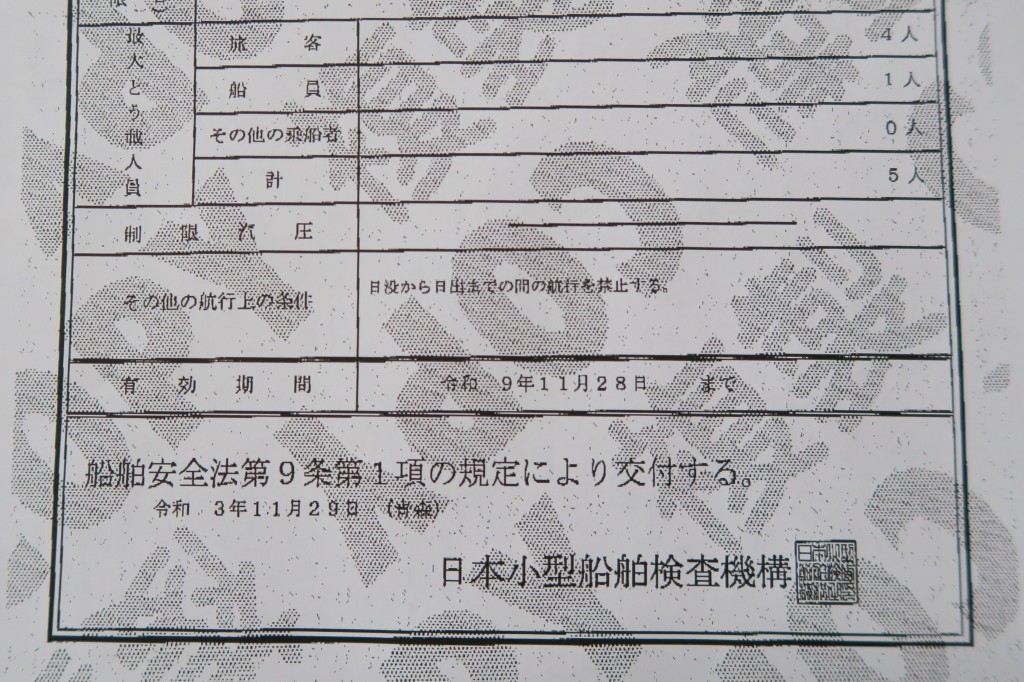 最大とう載人員
旅客 4人
船員 1人
その他の乗船者 0人
計 5人
制限汽圧
その他の航行上の条件 日没から日出までの間の航行を禁止する。
有効期間 令和 9年11月28日 まで
船舶安全法第9条第1項の規定により交付する。
令和 3年11月29日 (青森)
日本小型船舶検査機構